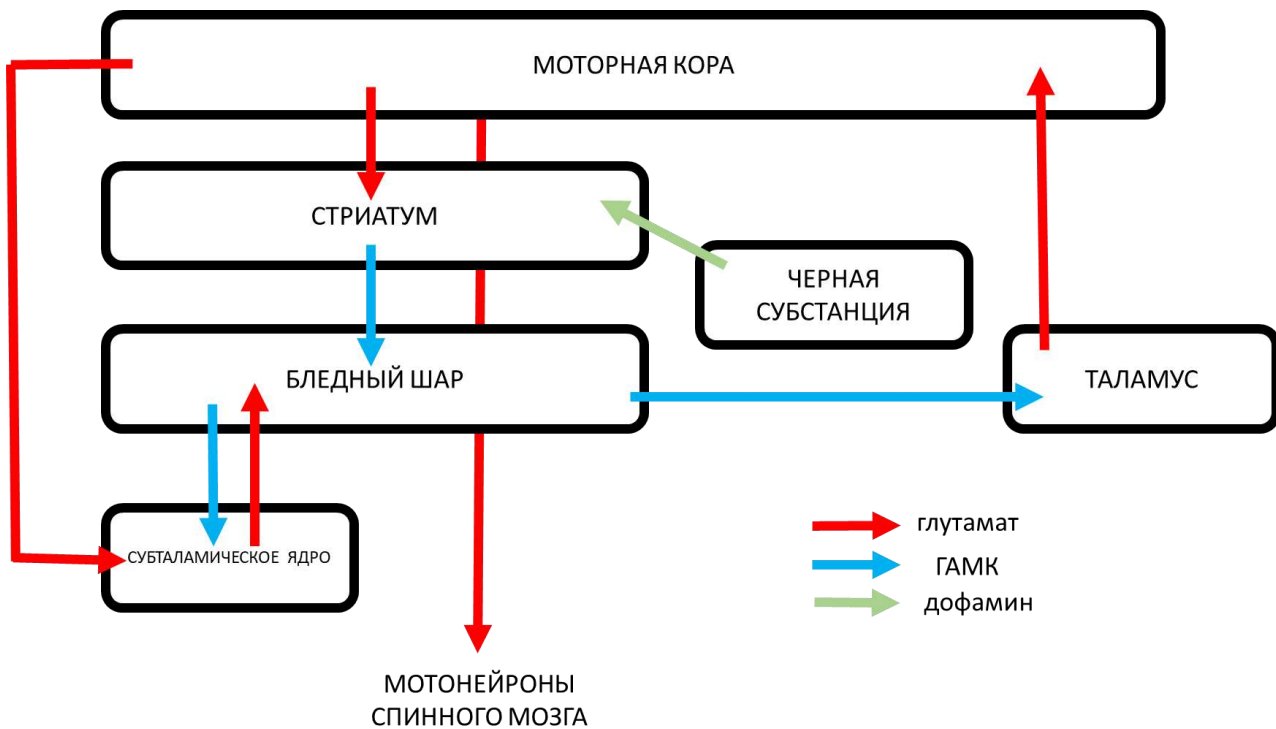 МОТОРНАЯ КОРА
СТРИАТУМ
ЧЕРНАЯ
СУБСТАНЦИЯ
БЛЕДНЫЙ ШАР
ТАЛАМУС
СУБТАЛАМИЧЕСКОЕ ЯДРО
глутамат
ГАМК
дофамин
МОТОНЕЙРОНЫ
СПИННОГО МОЗГА